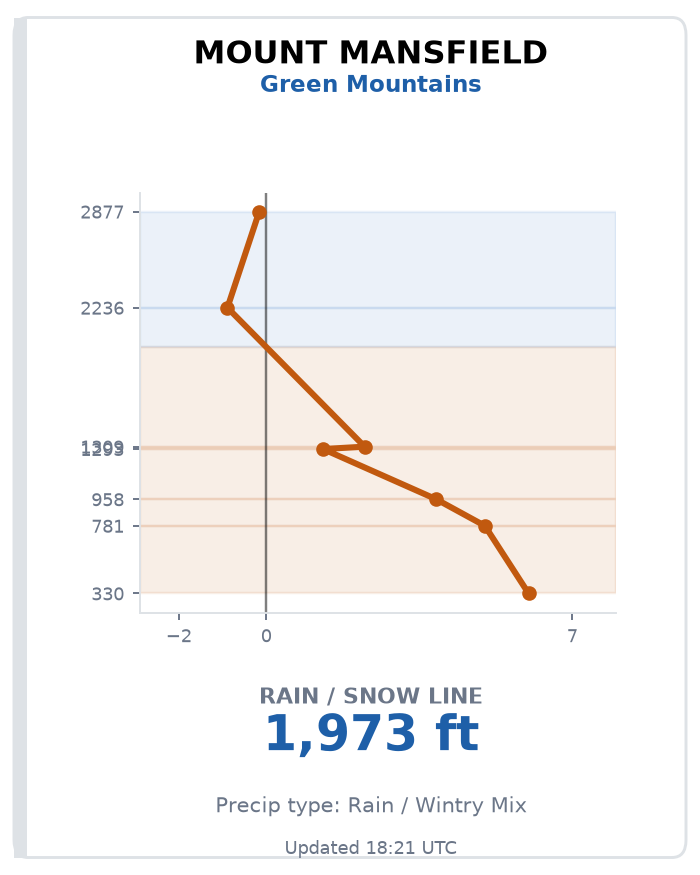 MOUNT MANSFIELD
Green Mountains
2877
2236
1309
958
781
330
−2 0 7
RAIN / SNOW LINE
1,973 ft
Precip type: Rain / Wintry Mix
Updated 18:21 UTC